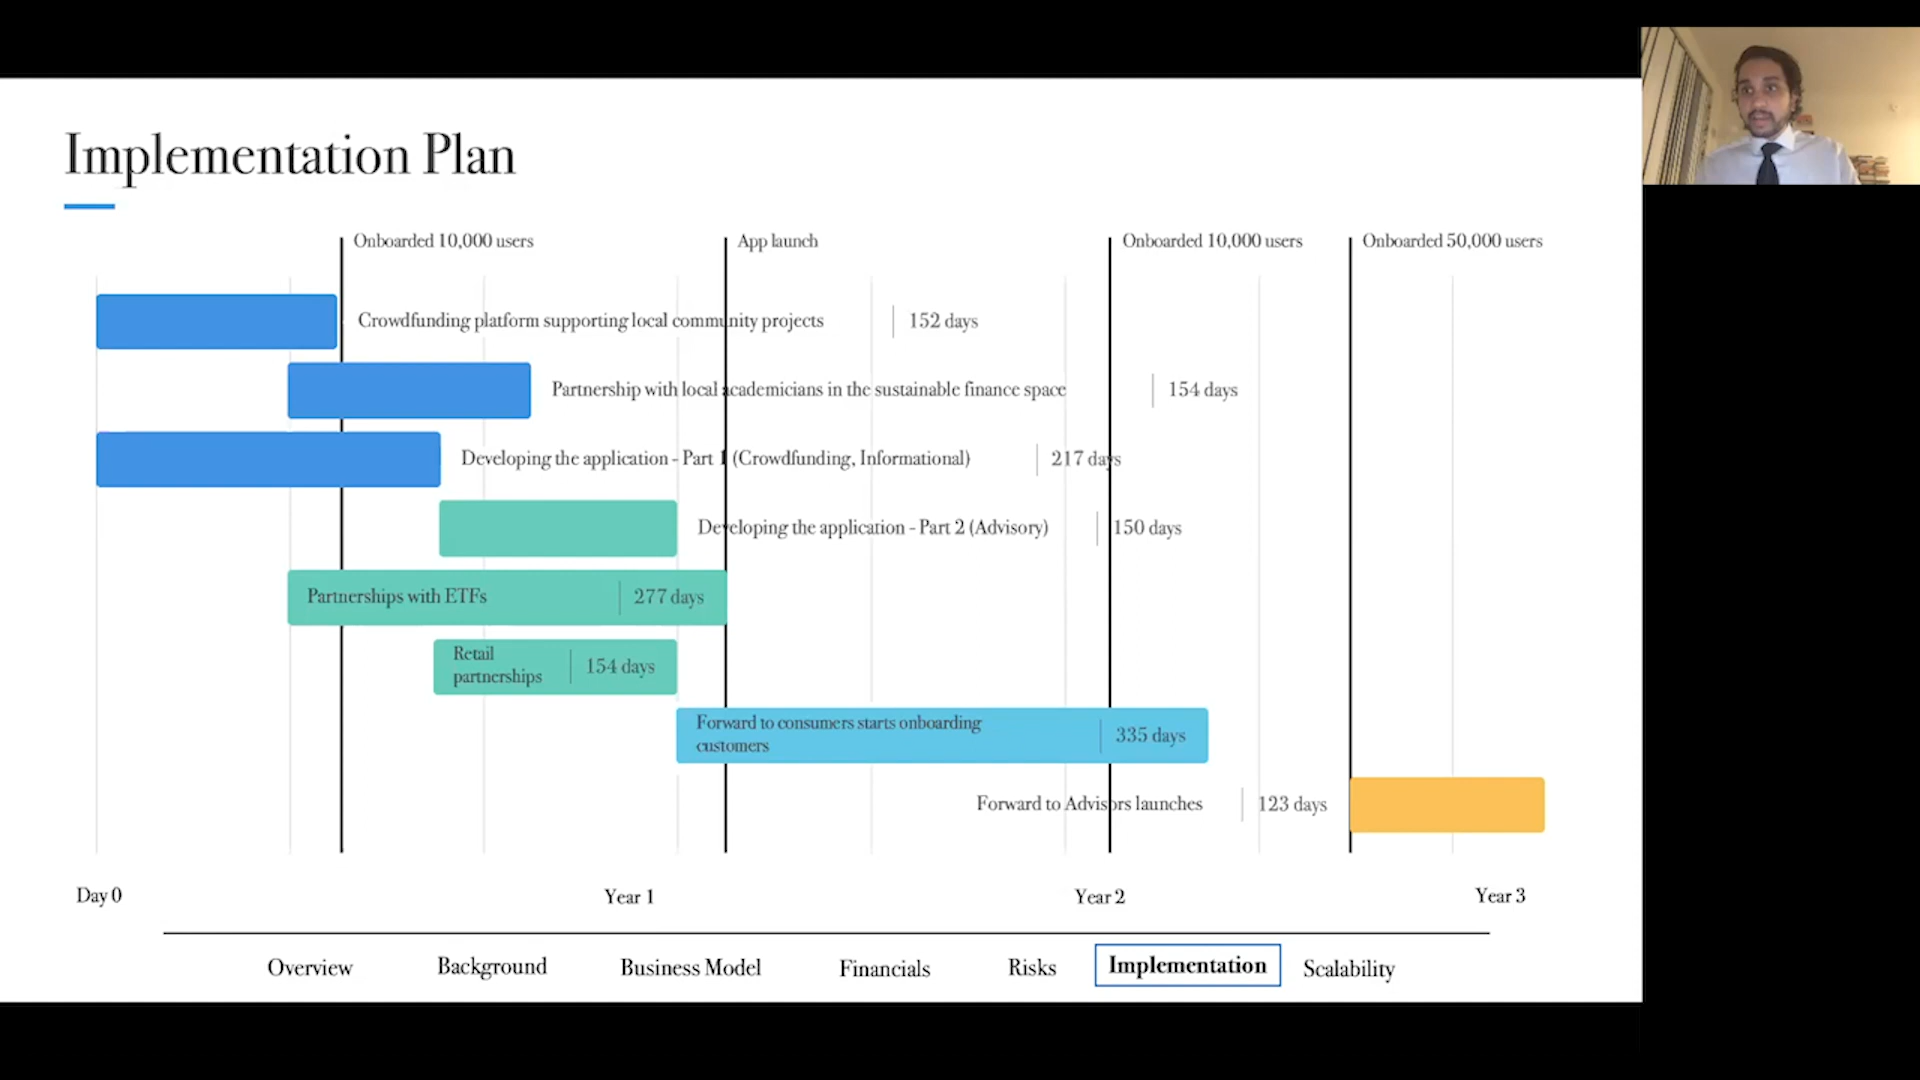 Implementation Plan
Onboarded 10,000 users
App launch
Onboarded 10,000 users
Onboarded 50,000 users
Crowdfunding platform supporting local community projects
152 days
Partnership with local academicians in the sustainable finance space
154 days
Developing the application - Part 1 (Crowdfunding, Informational)
217 days
Developing the application - Part 2 (Advisory)
150 days
Partnerships with ETFs
277 days
Retail
partnerships
154 days
Forward to consumers starts onboarding
customers
335 days
Forward to Advisors launches
123 days
Day 0
Year 1
Year 2
Year 3
Overview
Background
Business Model
Financials
Risks
Implementation
Scalability